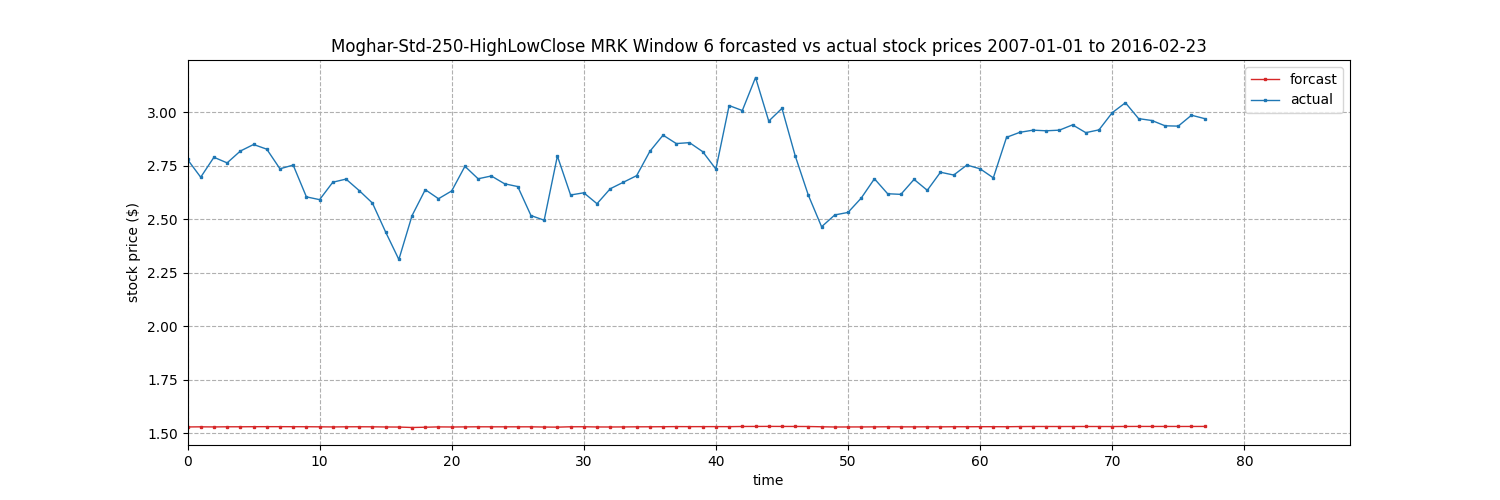 Moghar-Std-250-HighLowClose MRK Window 6 forcasted vs actual stock prices 2007-01-01 to 2016-02-23
forcast
actual
stock price ($)
3.00
2.75
2.50
2.25
2.00
1.75
1.50
0 10 20 30 40 50 60 70 80
time